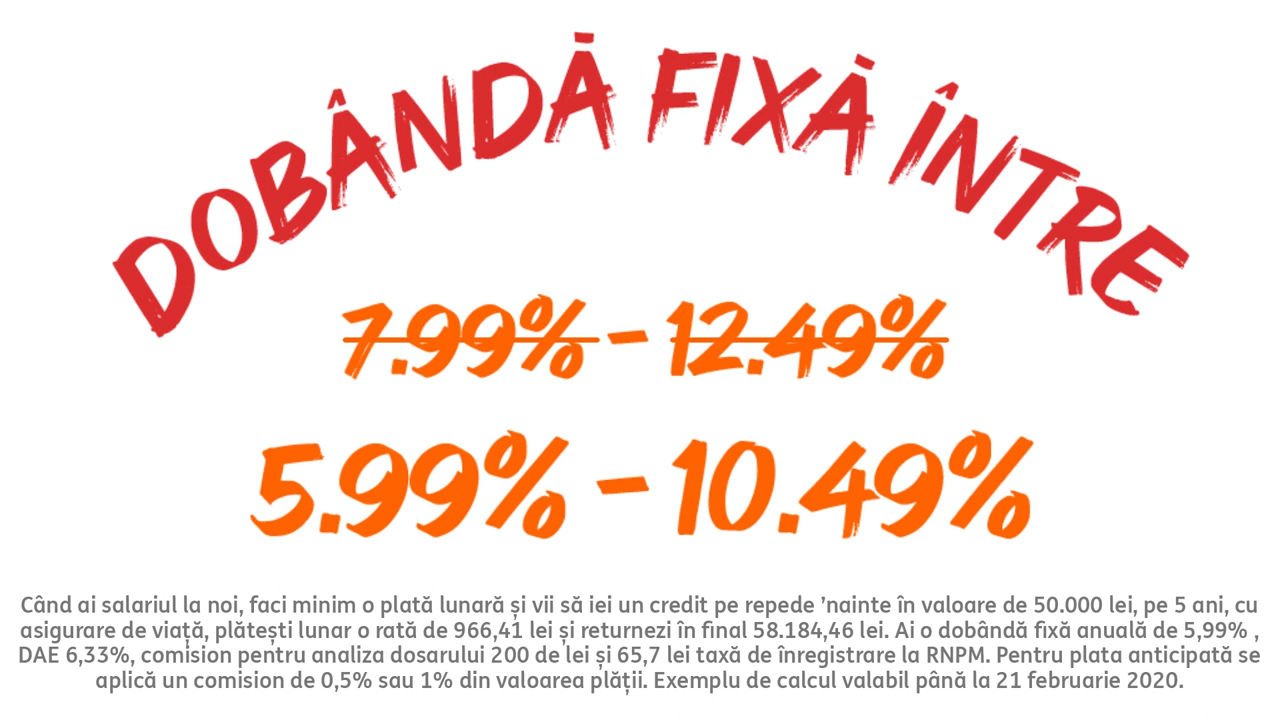 DOBÂNDĂ FIXĂ ÎNTRE
7.99% - 12.49%
5.99% - 10.49%
Când ai salariul la noi, faci minim o plată lunară și vii să iei un credit pe repede ’nainte în valoare de 50.000 lei, pe 5 ani, cu
asigurare de viață, plătești lunar o rată de 966,41 lei și returnezi în final 58.184,46 lei. Ai o dobândă fixă anuală de 5,99% ,
DAE 6,33%, comision pentru analiza dosarului 200 de lei și 65,7 lei taxă de înregistrare la RNPM. Pentru plata anticipată se
aplică un comision de 0,5% sau 1% din valoarea plății. Exemplu de calcul valabil până la 21 februarie 2020.